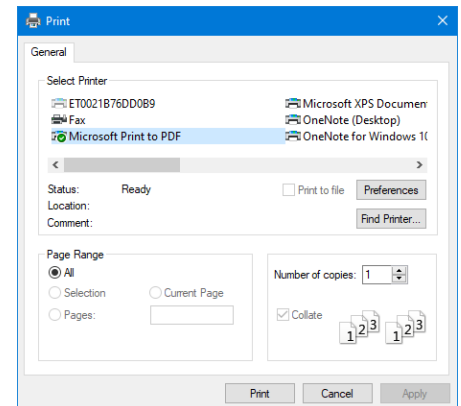 Print
General
Select Printer
ET0021B76DD0B9
Microsoft XPS Documen
Fax
OneNote (Desktop)
Microsoft Print to PDF
OneNote for Windows 10
Status: Ready
Print to file
Preferences
Location:
Comment:
Find Printer...
Page Range
All
Number of copies: 1
Selection
Current Page
Pages:
Collate
1 2 3 1 2 3
Print
Cancel
Apply